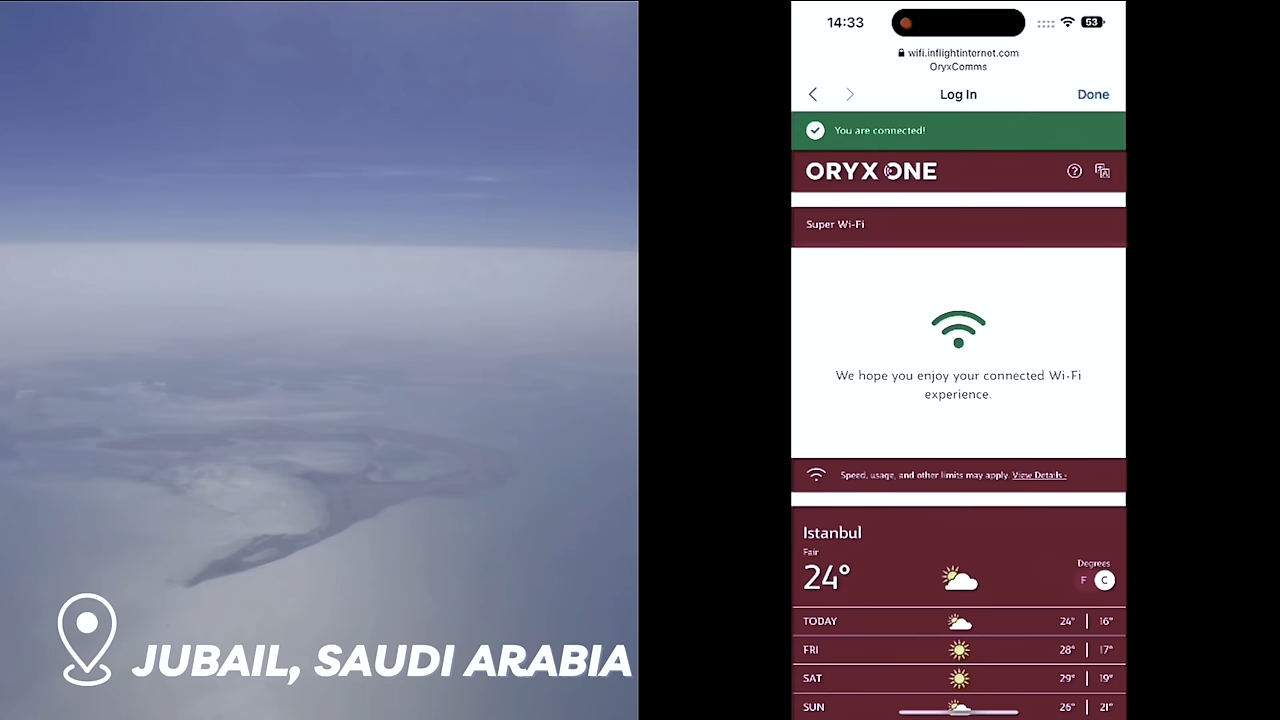 JUBAIL, SAUDI ARABIA
14:33
53
wifi.inflightinternet.com
OryxComms
Log In
Done
You are connected!
ORYX ONE
Super Wi-Fi
We hope you enjoy your connected Wi-Fi
experience.
Speed, usage, and other limits may apply. View Details ›
Istanbul
Fair
24°
Degrees
F C
TODAY 24° | 16°
FRI 28° | 17°
SAT 29° | 19°
SUN 26° | 21°